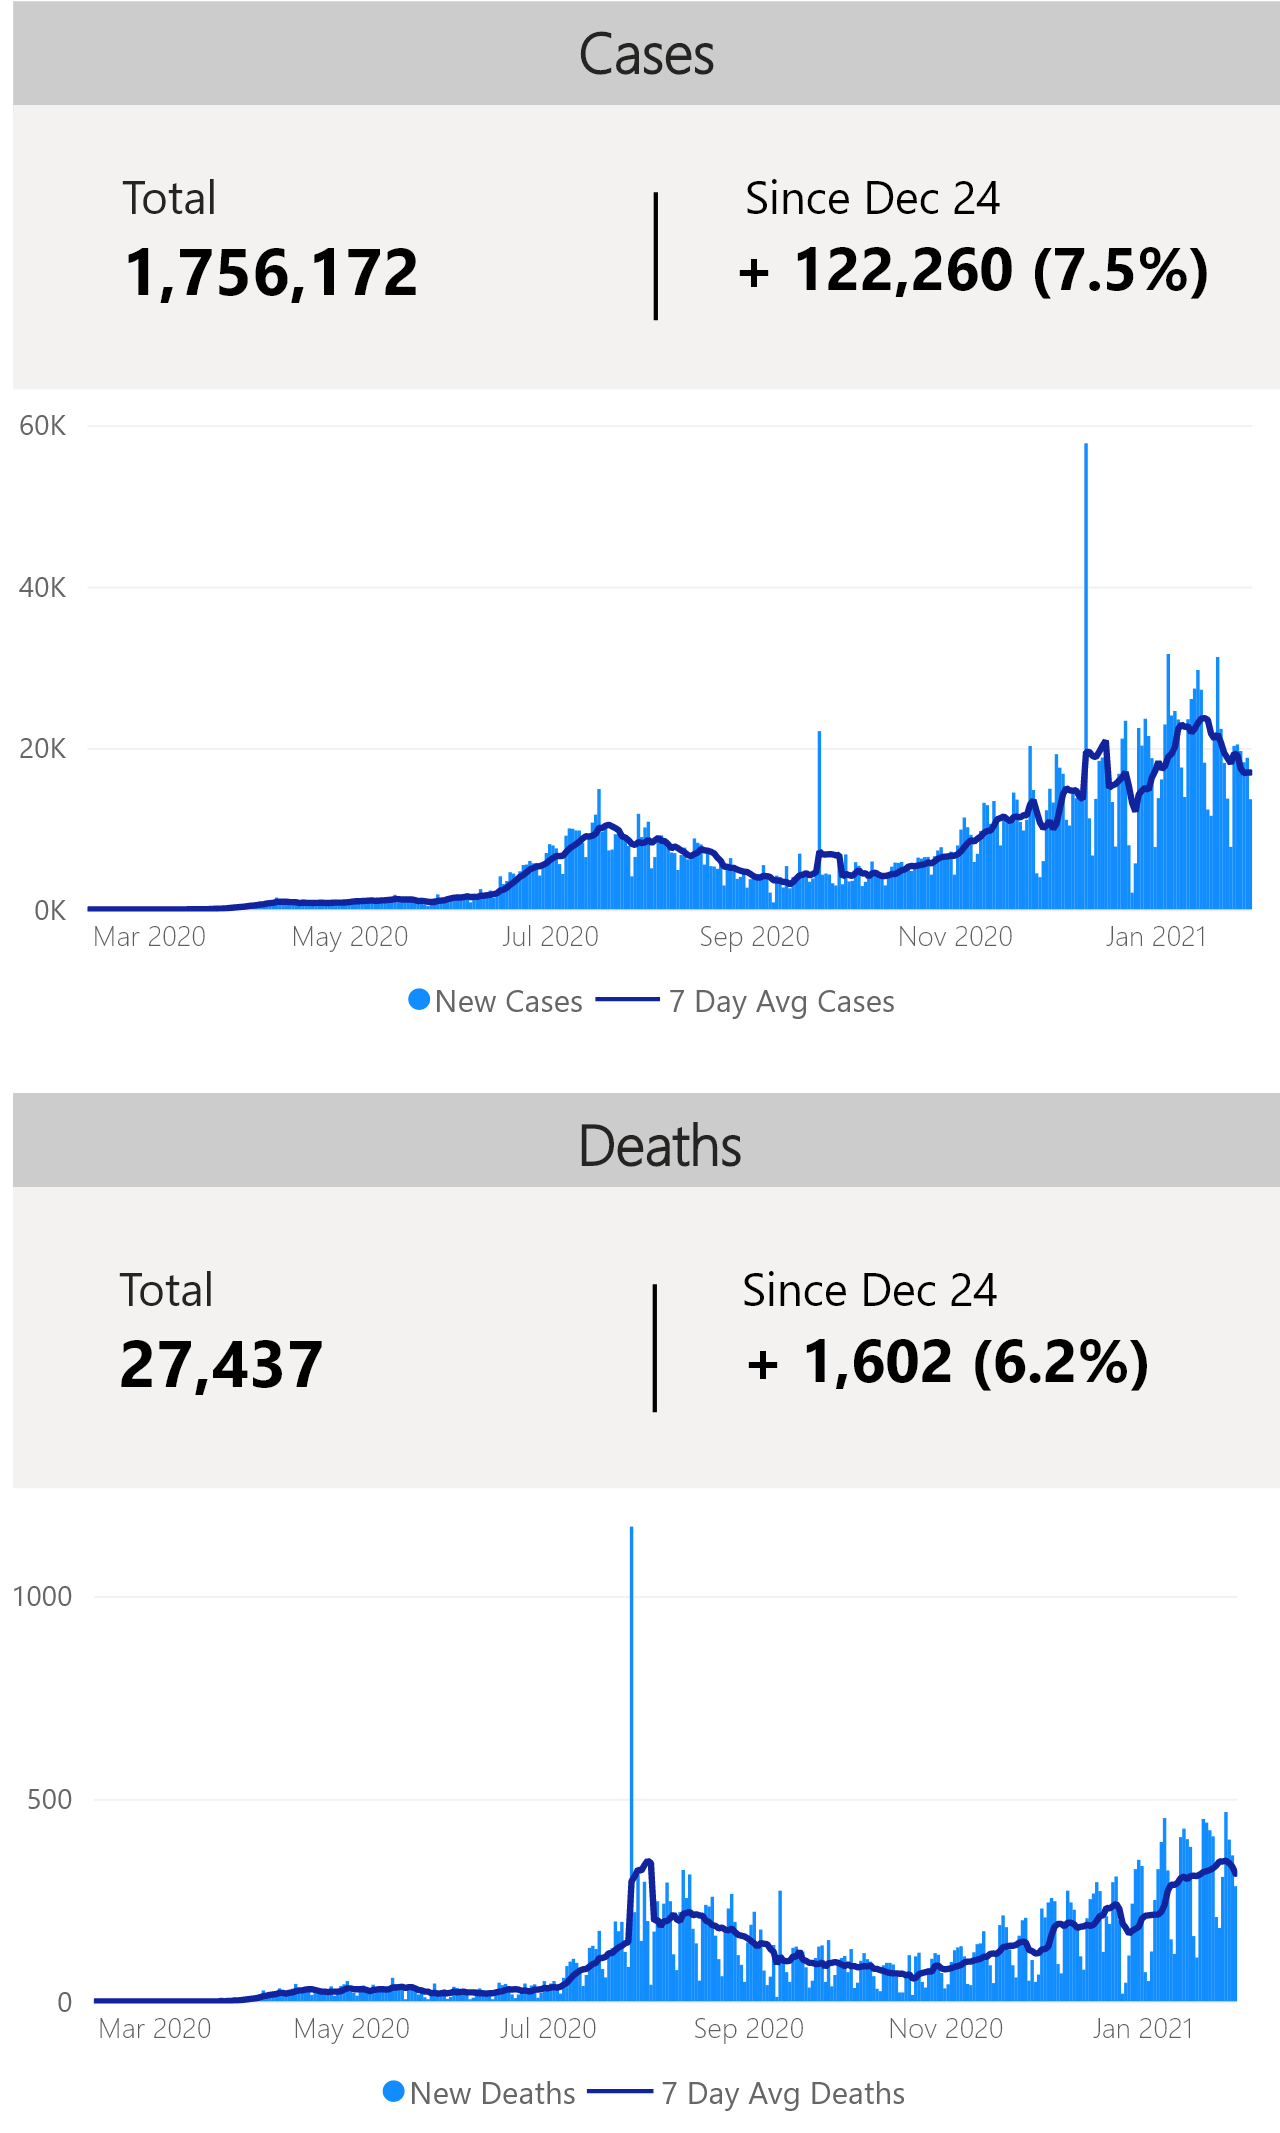 Cases
Total
1,756,172
Since Dec 24
+ 122,260 (7.5%)
60K
40K
20K
0K
Mar 2020 May 2020 Jul 2020 Sep 2020 Nov 2020 Jan 2021
New Cases 7 Day Avg Cases
Deaths
Total
27,437
Since Dec 24
+ 1,602 (6.2%)
1000
500
0
Mar 2020 May 2020 Jul 2020 Sep 2020 Nov 2020 Jan 2021
New Deaths 7 Day Avg Deaths